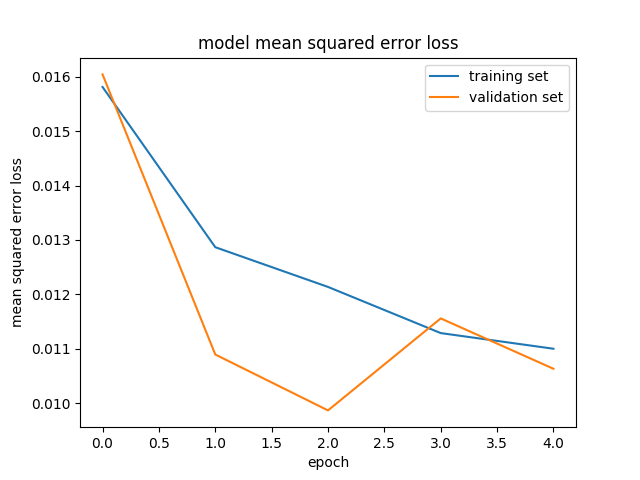 model mean squared error loss
training set
validation set
mean squared error loss
0.016
0.015
0.014
0.013
0.012
0.011
0.010
0.0 0.5 1.0 1.5 2.0 2.5 3.0 3.5 4.0
epoch